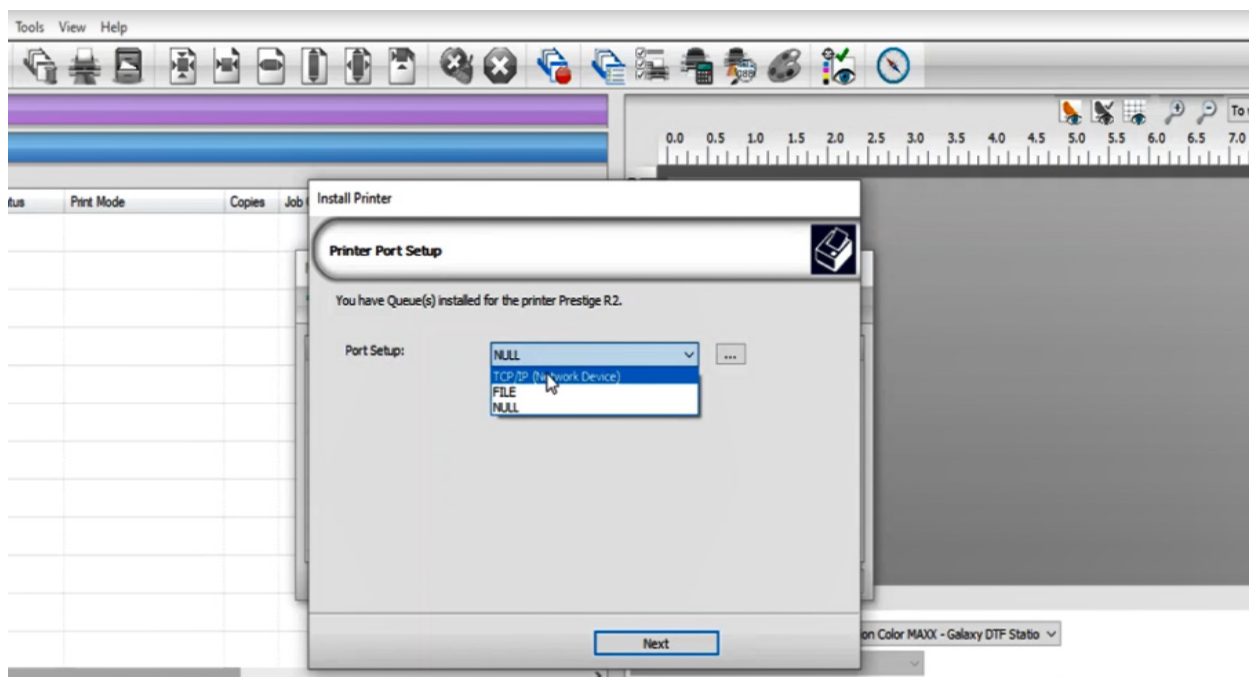 Tools View Help
To
0.0 0.5 1.0 1.5 2.0 2.5 3.0 3.5 4.0 4.5 5.0 5.5 6.0 6.5 7.0
Print Mode Copies Job
Install Printer
Printer Port Setup
You have Queue(s) installed for the printer Prestige R2.
Port Setup:
NULL
...
TCP/IP (Network Device)
FILE
NULL
Next
on Color MAXX - Galaxy DTF Statio